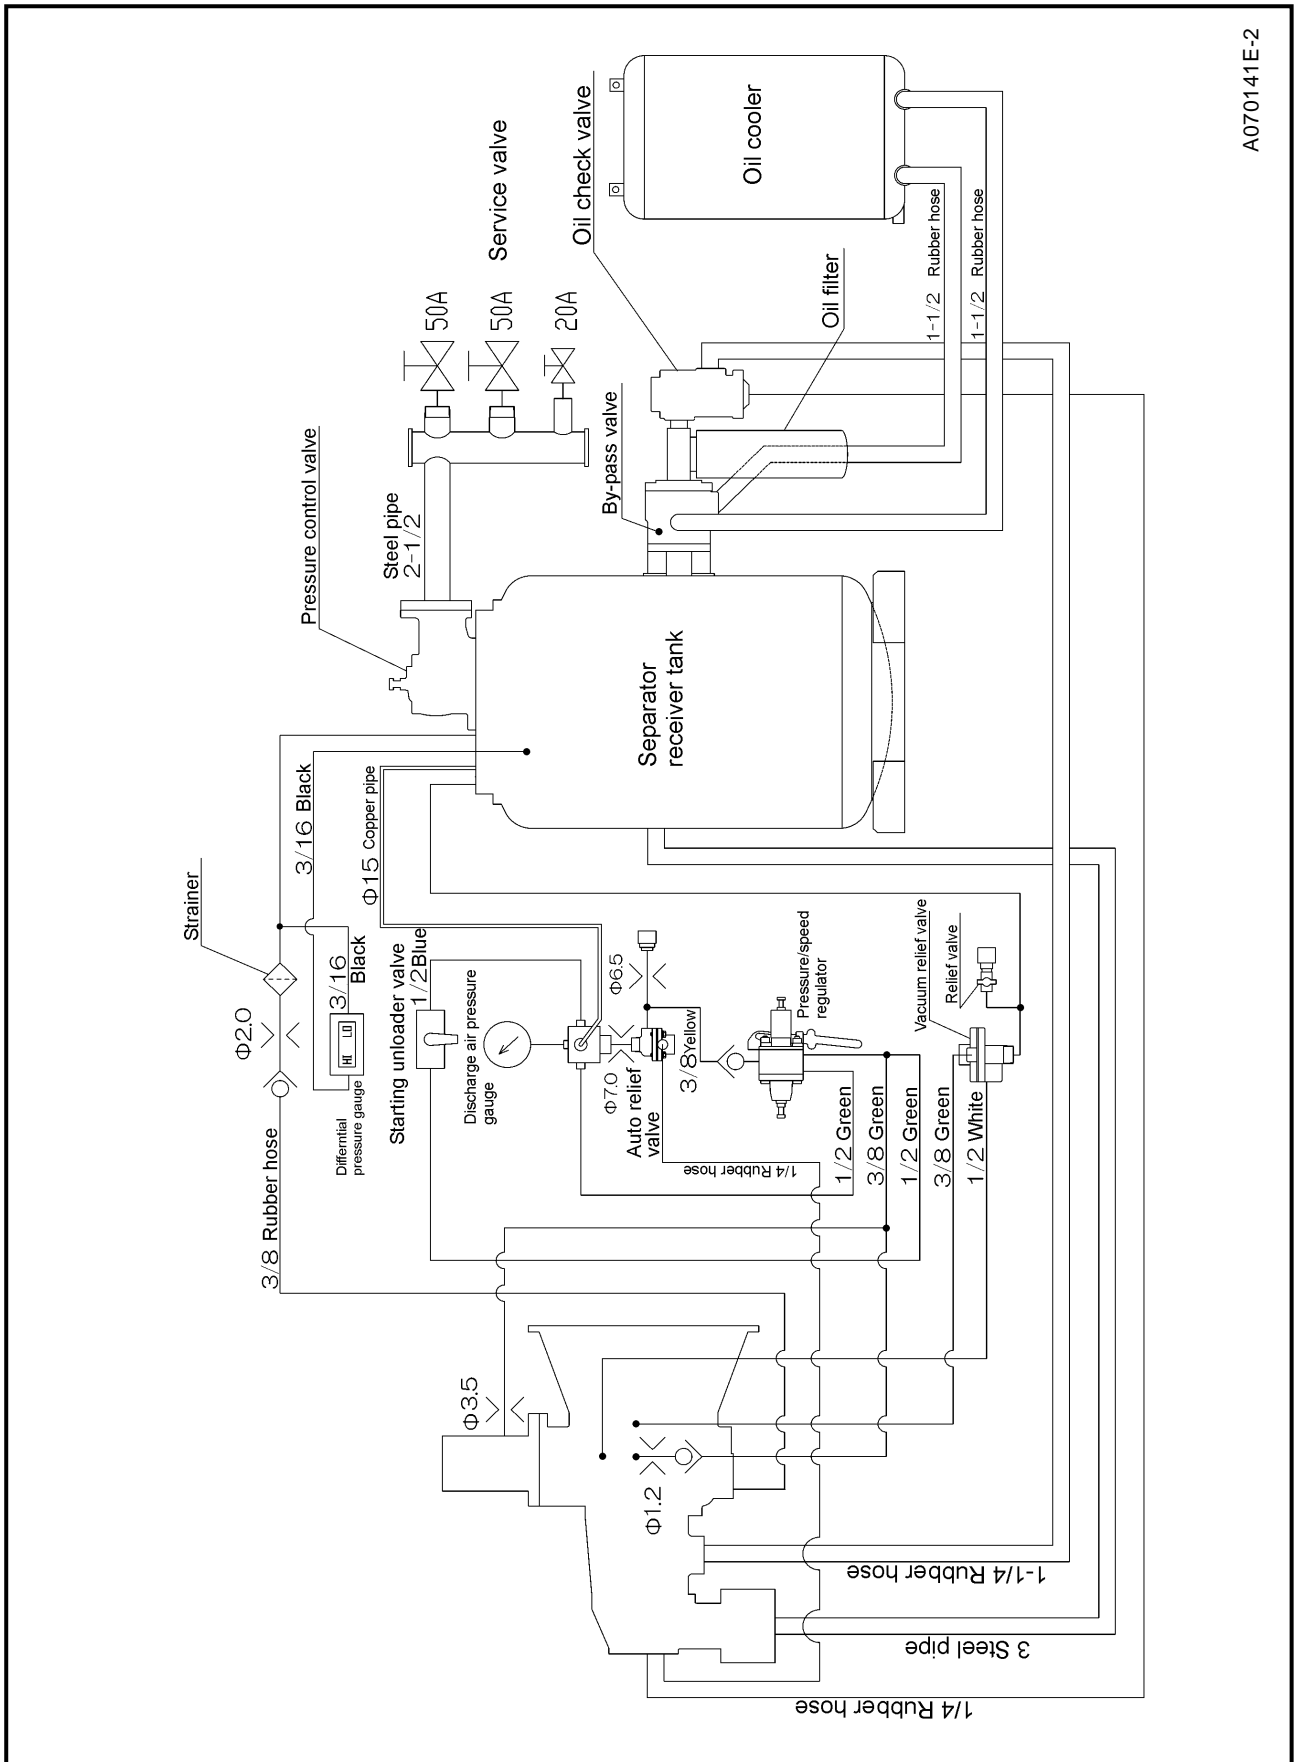 A070141E-2
Oil cooler
Oil check valve
Service valve
50A
50A
20A
Oil filter
1-1/2 Rubber hose
1-1/2 Rubber hose
By-pass valve
Pressure control valve
Steel pipe
2-1/2
Separator
receiver tank
3/16 Black
Φ15 Copper pipe
Strainer
Φ2.0
3/16
Black
HI LO
Differntial
pressure gauge
Starting unloader valve
1/2Blue
Discharge air pressure
gauge
Φ6.5
Φ7.0
Auto relief
valve
3/8Yellow
Pressure/speed
regulator
Vacuum relief valve
Relief valve
3/8 Rubber hose
1/4 Rubber hose
1/2 Green
3/8 Green
1/2 Green
3/8 Green
1/2 White
Φ3.5
Φ1.2
1-1/4 Rubber hose
3 Steel pipe
1/4 Rubber hose